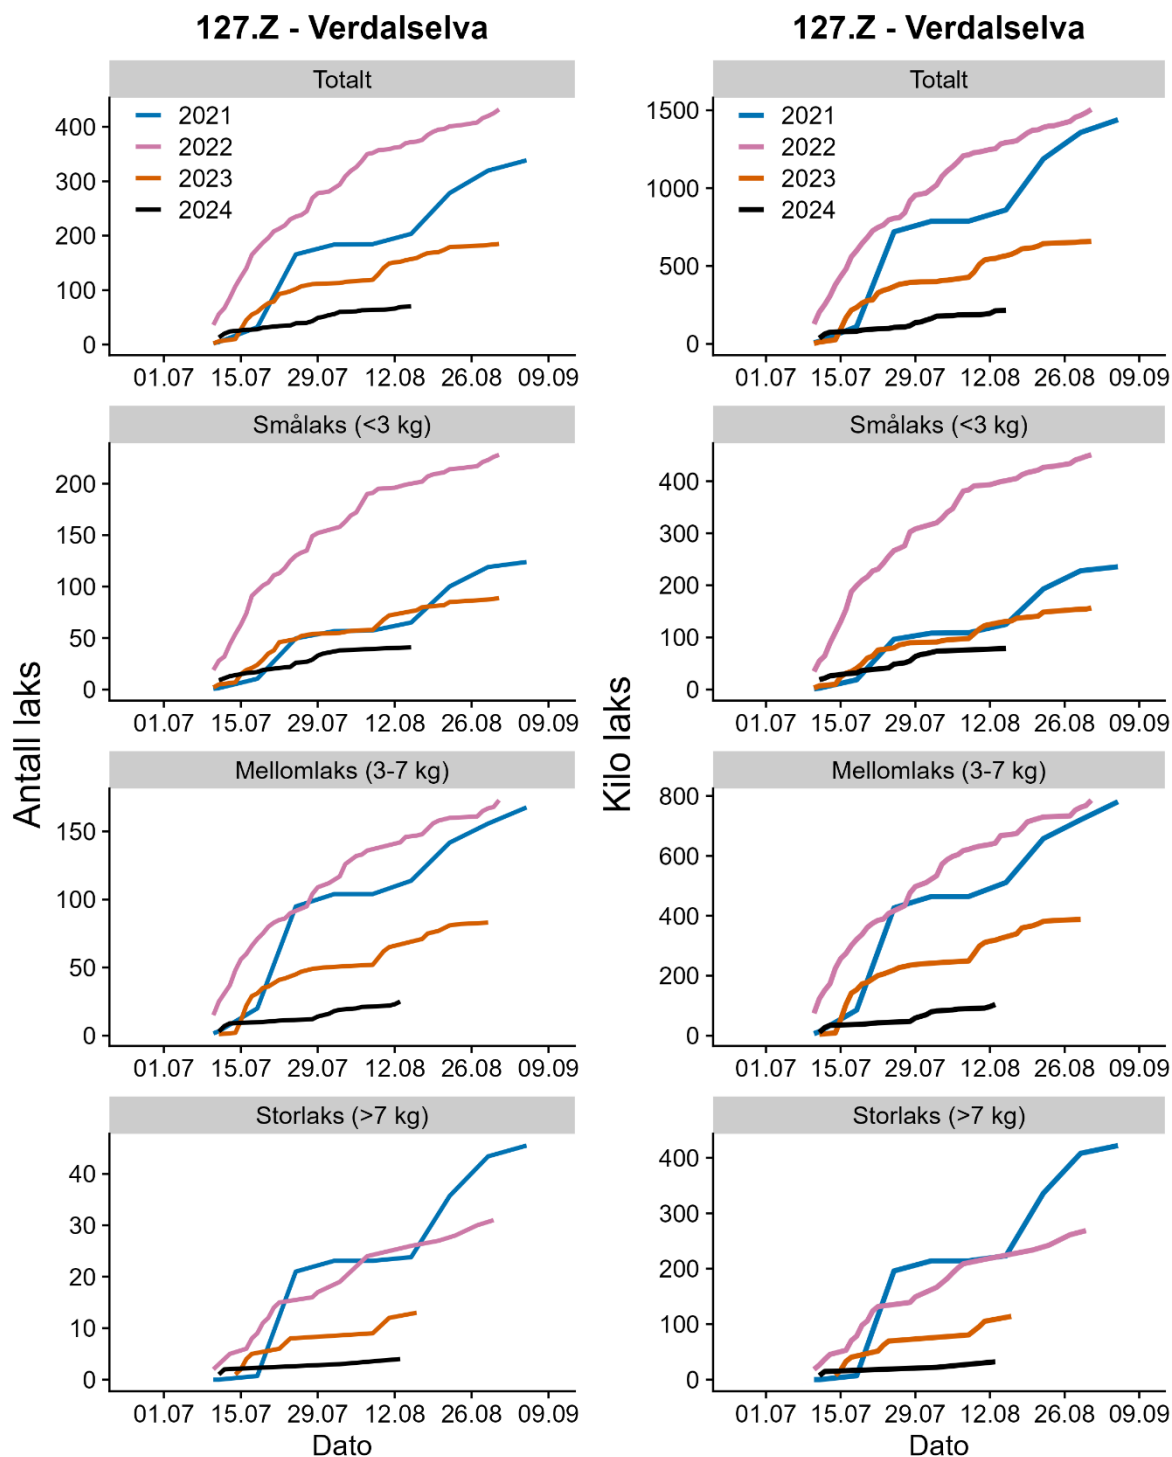 127.Z - Verdalselva
Totalt
2021
2022
2023
2024
400
300
200
100
0
01.07 15.07 29.07 12.08 26.08 09.09
Smålaks (<3 kg)
200
150
100
50
0
01.07 15.07 29.07 12.08 26.08 09.09
Mellomlaks (3-7 kg)
150
100
50
0
01.07 15.07 29.07 12.08 26.08 09.09
Storlaks (>7 kg)
40
30
20
10
0
01.07 15.07 29.07 12.08 26.08 09.09
Antall laks
Dato
127.Z - Verdalselva
Totalt
2021
2022
2023
2024
1500
1000
500
0
01.07 15.07 29.07 12.08 26.08 09.09
Smålaks (<3 kg)
400
300
200
100
0
01.07 15.07 29.07 12.08 26.08 09.09
Mellomlaks (3-7 kg)
800
600
400
200
0
01.07 15.07 29.07 12.08 26.08 09.09
Storlaks (>7 kg)
400
300
200
100
0
01.07 15.07 29.07 12.08 26.08 09.09
Kilo laks
Dato